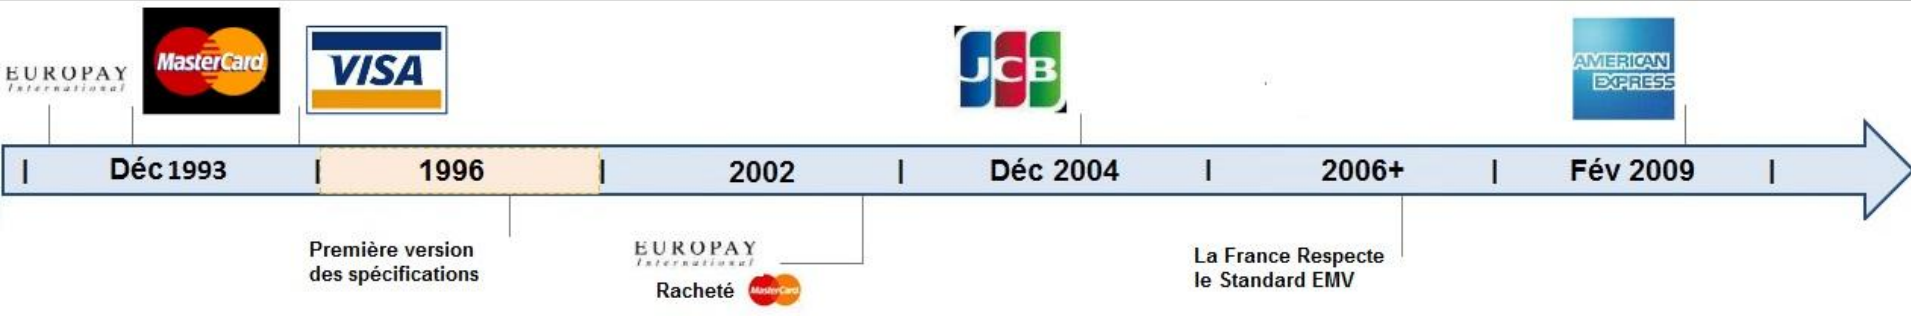 EUROPAY
International
MasterCard
VISA
JCB
AMERICAN
EXPRESS
Déc 1993
1996
2002
Déc 2004
2006+
Fév 2009
Première version
des spécifications
EUROPAY
International
Racheté
MasterCard
La France Respecte
le Standard EMV